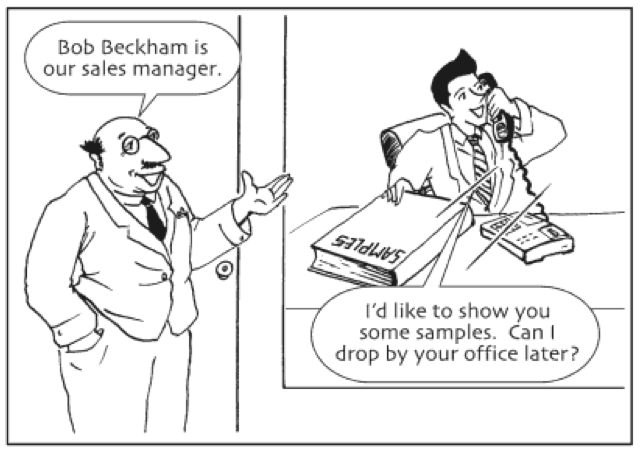 Bob Beckham is
our sales manager.
SAMPLES
I'd like to show you
some samples. Can I
drop by your office later?